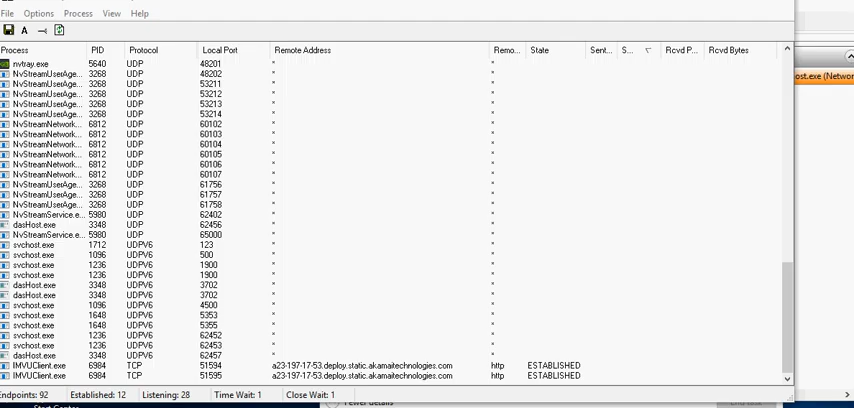 File Options Process View Help
A
Process PID Protocol Local Port Remote Address Remo... State Sent... S... Rcvd P... Rcvd Bytes
nvtray.exe 5640 UDP 48201 * *
NvStreamUserAge... 3268 UDP 48202 * *
NvStreamUserAge... 3268 UDP 53211 * *
NvStreamUserAge... 3268 UDP 53212 * *
NvStreamUserAge... 3268 UDP 53213 * *
NvStreamUserAge... 3268 UDP 53214 * *
NvStreamNetwork... 6812 UDP 60102 * *
NvStreamNetwork... 6812 UDP 60103 * *
NvStreamNetwork... 6812 UDP 60104 * *
NvStreamNetwork... 6812 UDP 60105 * *
NvStreamNetwork... 6812 UDP 60106 * *
NvStreamNetwork... 6812 UDP 60107 * *
NvStreamUserAge... 3268 UDP 61756 * *
NvStreamUserAge... 3268 UDP 61757 * *
NvStreamUserAge... 3268 UDP 61758 * *
NvStreamService.e... 5980 UDP 62402 * *
dasHost.exe 3348 UDP 62456 * *
NvStreamService.e... 5980 UDP 65000 * *
svchost.exe 1712 UDPV6 123 * *
svchost.exe 1096 UDPV6 500 * *
svchost.exe 1236 UDPV6 1900 * *
svchost.exe 1236 UDPV6 1900 * *
dasHost.exe 3348 UDPV6 3702 * *
dasHost.exe 3348 UDPV6 3702 * *
svchost.exe 1096 UDPV6 4500 * *
svchost.exe 1648 UDPV6 5353 * *
svchost.exe 1648 UDPV6 5355 * *
svchost.exe 1236 UDPV6 62452 * *
svchost.exe 1236 UDPV6 62453 * *
dasHost.exe 3348 UDPV6 62457 * *
IMVUClient.exe 6984 TCP 51594 a23-197-17-53.deploy.static.akamaitechnologies.com http ESTABLISHED
IMVUClient.exe 6984 TCP 51595 a23-197-17-53.deploy.static.akamaitechnologies.com http ESTABLISHED
Endpoints: 92 Established: 12 Listening: 28 Time Wait: 1 Close Wait: 1
ost.exe (Networ